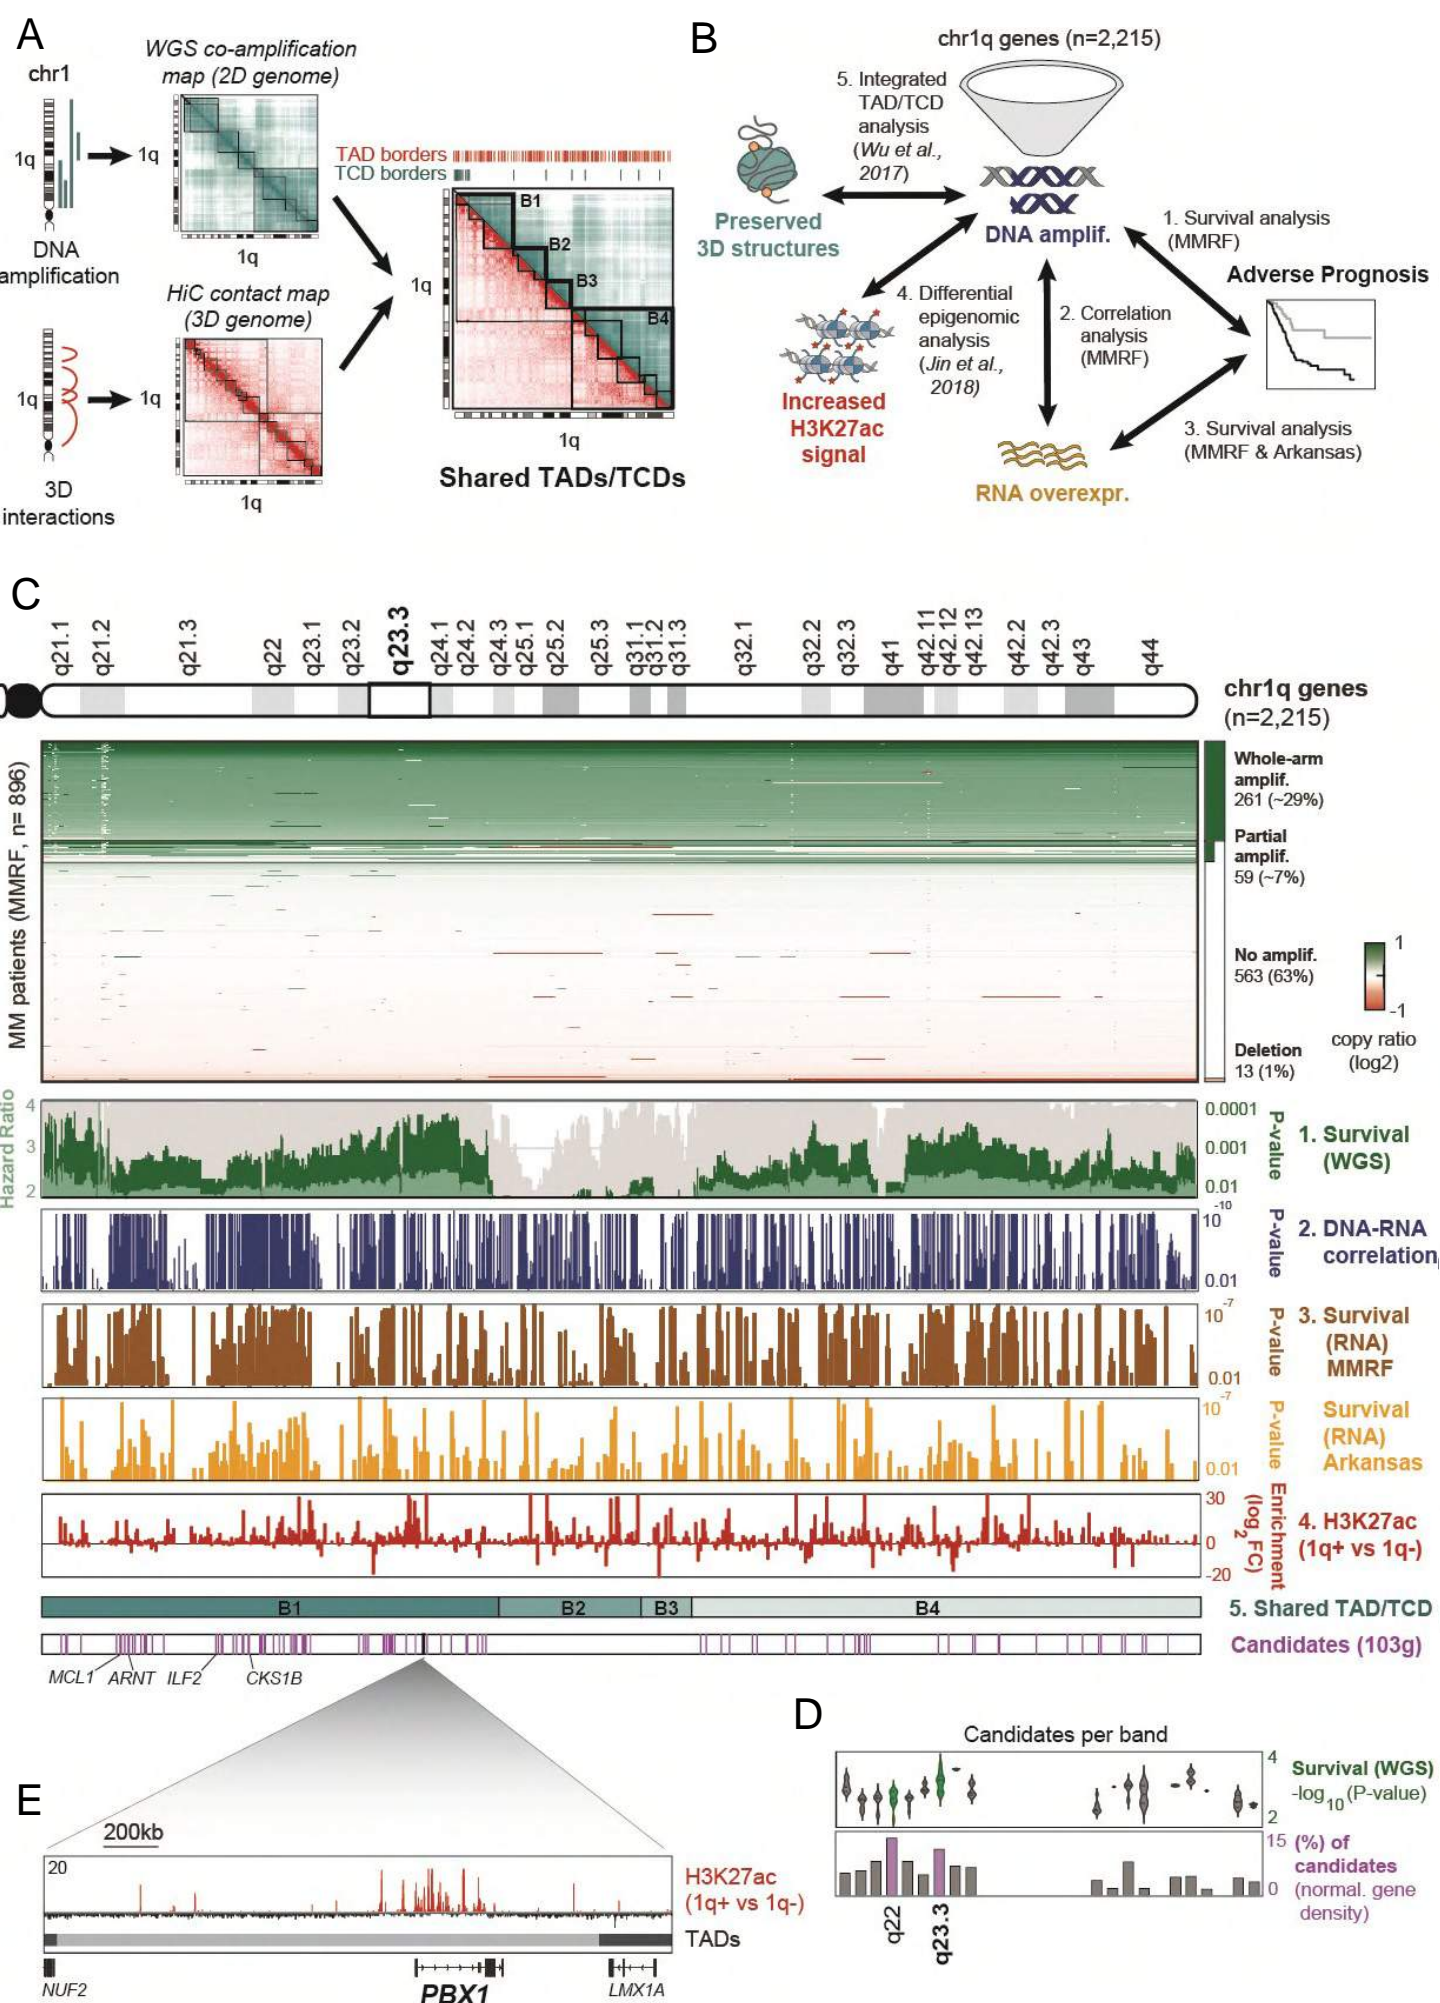 A
WGS co-amplification
map (2D genome)
chr1
1q
1q
DNA
amplification
1q
HiC contact map
(3D genome)
1q
1q
3D
interactions
1q
TAD borders
TCD borders
B1
B2
B3
B4
1q
1q
Shared TADs/TCDs
B
chr1q genes (n=2,215)
5. Integrated
TAD/TCD
analysis
(Wu et al.,
2017)
Preserved
3D structures
DNA amplif.
1. Survival analysis
(MMRF)
Adverse Prognosis
4. Differential
epigenomic
analysis
(Jin et al.,
2018)
2. Correlation
analysis
(MMRF)
Increased
H3K27ac
signal
3. Survival analysis
(MMRF & Arkansas)
RNA overexpr.
C
q21.1
q21.2
q21.3
q22
q23.1
q23.2
q23.3
q24.1
q24.2
q24.3
q25.1
q25.2
q25.3
q31.1
q31.2
q31.3
q32.1
q32.2
q32.3
q41
q42.11
q42.12
q42.13
q42.2
q42.3
q43
q44
chr1q genes
(n=2,215)
MM patients (MMRF, n= 896)
Whole-arm
amplif.
261 (~29%)
Partial
amplif.
59 (~7%)
No amplif.
563 (63%)
Deletion
13 (1%)
1
-1
copy ratio
(log2)
Hazard Ratio
4
3
2
0.0001
0.001
0.01
P-value
1. Survival
(WGS)
10 -10
0.01
P-value
2. DNA-RNA
correlation
10 -7
0.01
P-value
3. Survival
(RNA)
MMRF
10 -7
0.01
P-value
Survival
(RNA)
Arkansas
30
0
-20
Enrichment
(log2 FC)
4. H3K27ac
(1q+ vs 1q-)
B1
B2
B3
B4
5. Shared TAD/TCD
Candidates (103g)
MCL1
ARNT
ILF2
CKS1B
D
Candidates per band
4
2
Survival (WGS)
-log10 (P-value)
15
0
(%) of
candidates
(normal. gene
density)
q22
q23.3
E
200kb
20
H3K27ac
(1q+ vs 1q-)
TADs
NUF2
PBX1
LMX1A